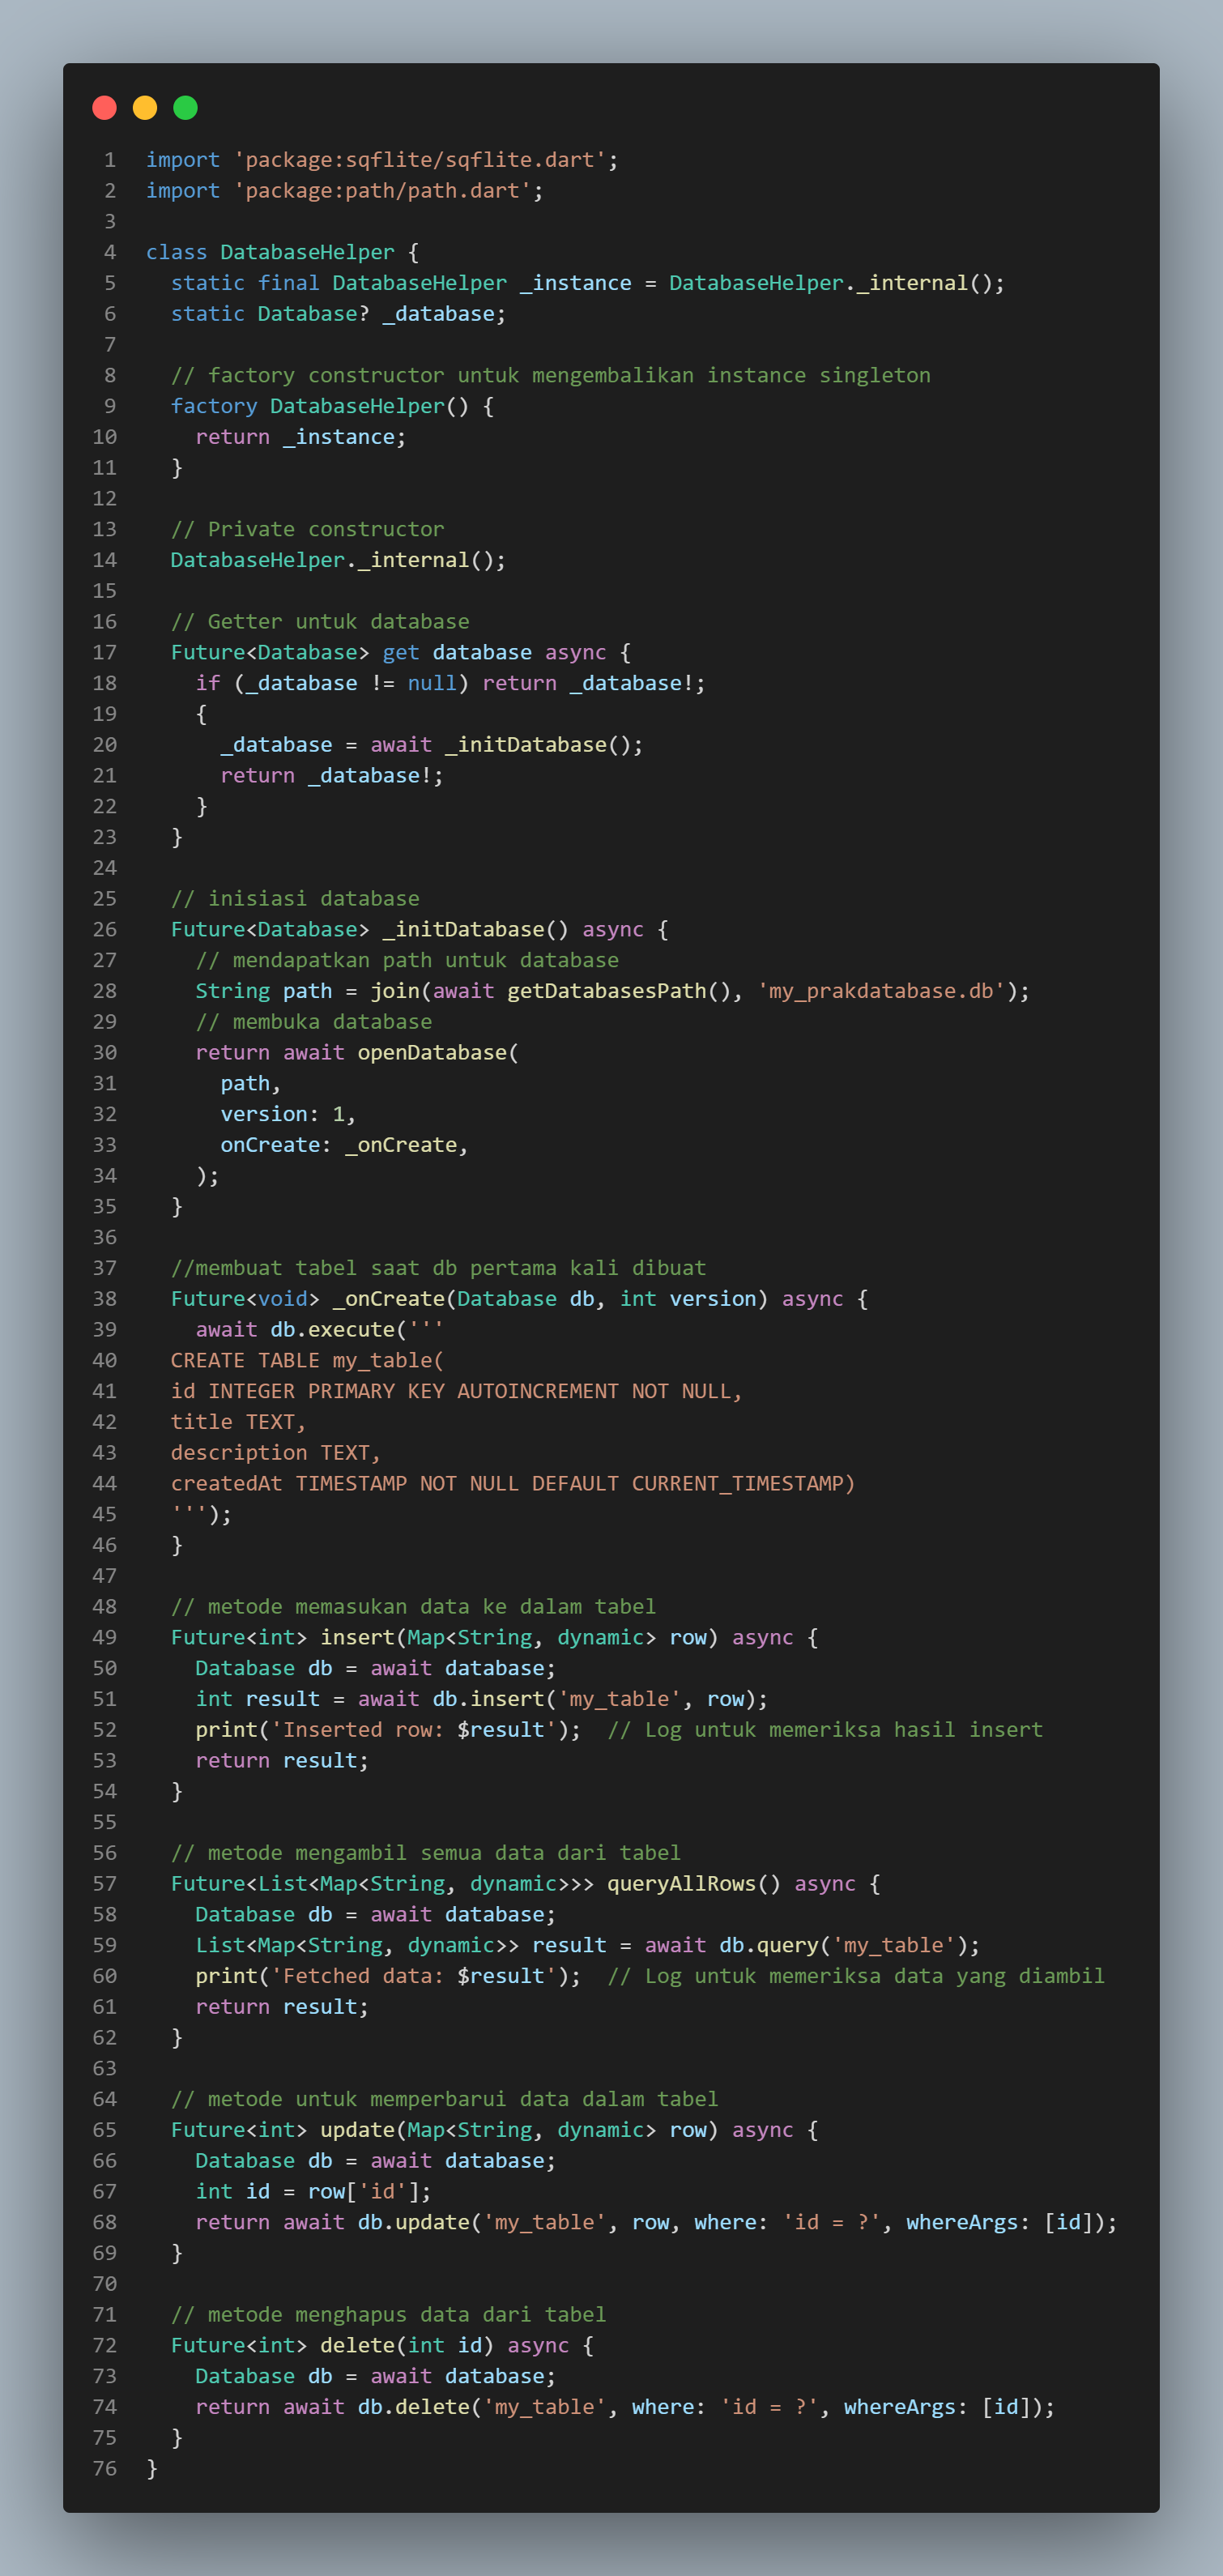 1 import 'package:sqflite/sqflite.dart';
2 import 'package:path/path.dart';
3
4 class DatabaseHelper {
5   static final DatabaseHelper _instance = DatabaseHelper._internal();
6   static Database? _database;
7
8   // factory constructor untuk mengembalikan instance singleton
9   factory DatabaseHelper() {
10     return _instance;
11   }
12
13   // Private constructor
14   DatabaseHelper._internal();
15
16   // Getter untuk database
17   Future<Database> get database async {
18     if (_database != null) return _database!;
19     {
20       _database = await _initDatabase();
21       return _database!;
22     }
23   }
24
25   // inisiasi database
26   Future<Database> _initDatabase() async {
27     // mendapatkan path untuk database
28     String path = join(await getDatabasesPath(), 'my_prakdatabase.db');
29     // membuka database
30     return await openDatabase(
31       path,
32       version: 1,
33       onCreate: _onCreate,
34     );
35   }
36
37   //membuat tabel saat db pertama kali dibuat
38   Future<void> _onCreate(Database db, int version) async {
39     await db.execute('''
40   CREATE TABLE my_table(
41   id INTEGER PRIMARY KEY AUTOINCREMENT NOT NULL,
42   title TEXT,
43   description TEXT,
44   createdAt TIMESTAMP NOT NULL DEFAULT CURRENT_TIMESTAMP)
45   ''');
46   }
47
48   // metode memasukan data ke dalam tabel
49   Future<int> insert(Map<String, dynamic> row) async {
50     Database db = await database;
51     int result = await db.insert('my_table', row);
52     print('Inserted row: $result');  // Log untuk memeriksa hasil insert
53     return result;
54   }
55
56   // metode mengambil semua data dari tabel
57   Future<List<Map<String, dynamic>>> queryAllRows() async {
58     Database db = await database;
59     List<Map<String, dynamic>> result = await db.query('my_table');
60     print('Fetched data: $result');  // Log untuk memeriksa data yang diambil
61     return result;
62   }
63
64   // metode untuk memperbarui data dalam tabel
65   Future<int> update(Map<String, dynamic> row) async {
66     Database db = await database;
67     int id = row['id'];
68     return await db.update('my_table', row, where: 'id = ?', whereArgs: [id]);
69   }
70
71   // metode menghapus data dari tabel
72   Future<int> delete(int id) async {
73     Database db = await database;
74     return await db.delete('my_table', where: 'id = ?', whereArgs: [id]);
75   }
76 }